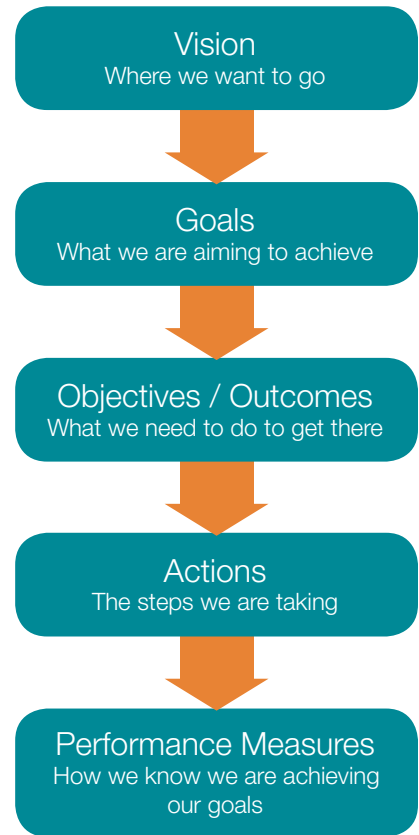 Vision
Where we want to go
Goals
What we are aiming to achieve
Objectives / Outcomes
What we need to do to get there
Actions
The steps we are taking
Performance Measures
How we know we are achieving
our goals